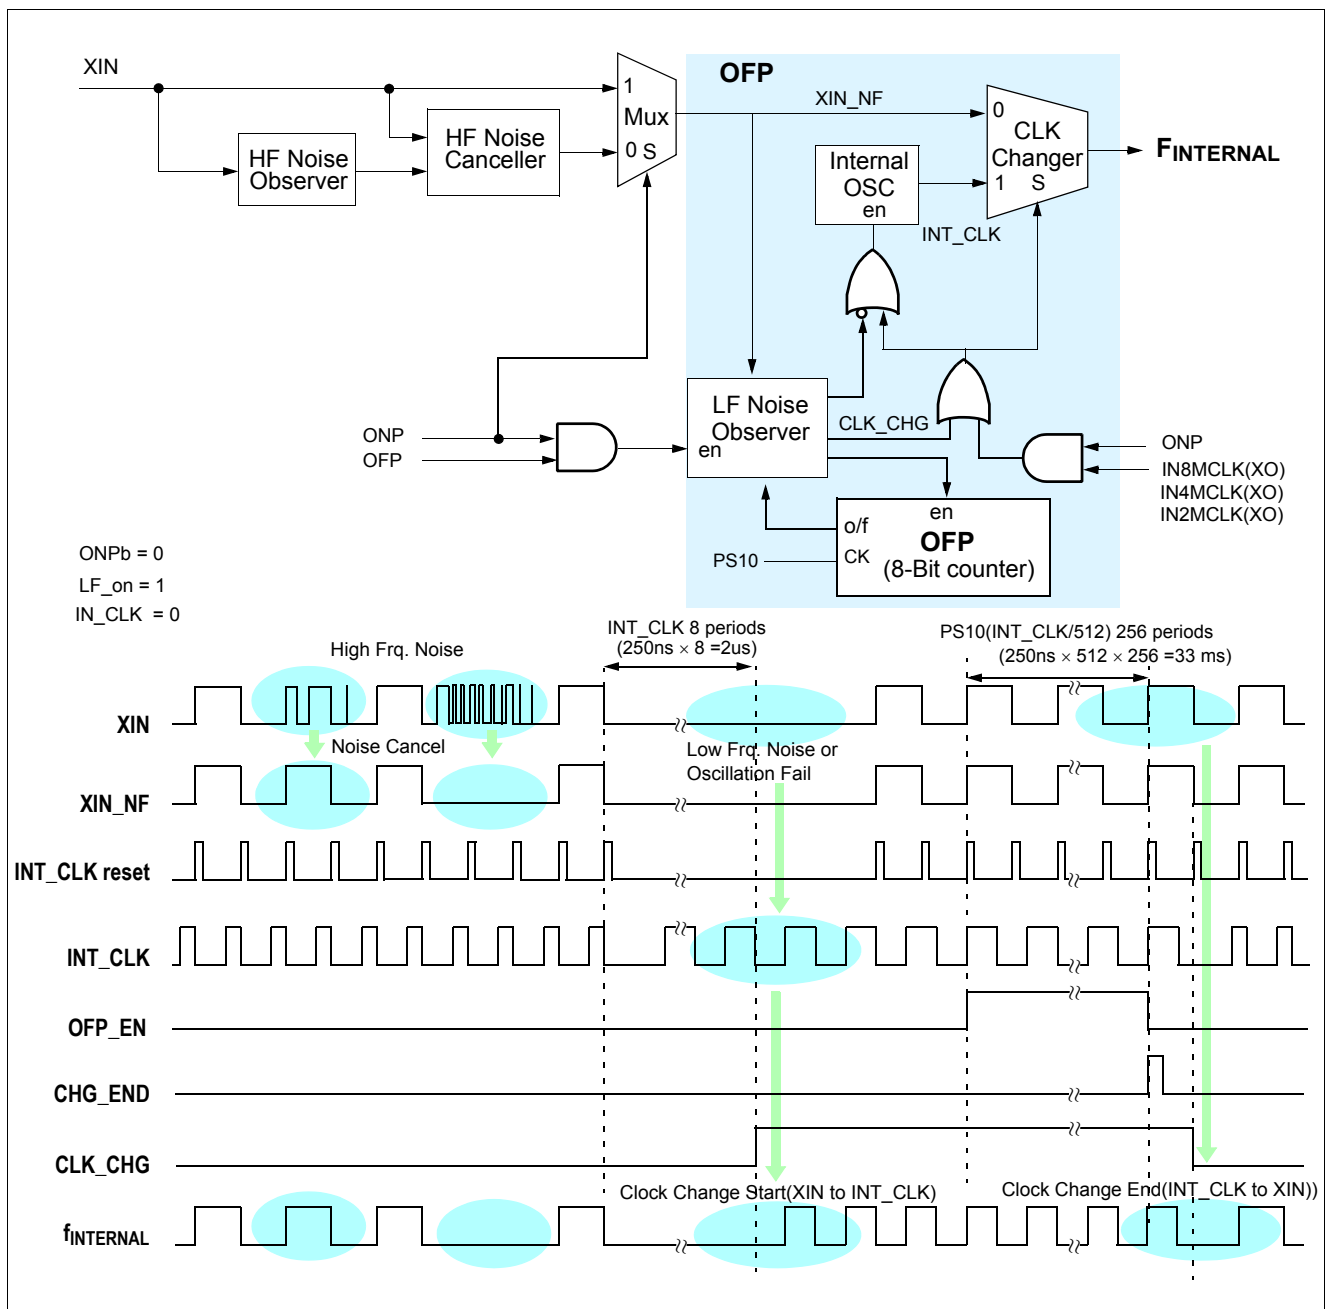 XIN
OFP
XIN_NF
1
Mux
0 S
HF Noise
Canceller
HF Noise
Observer
0
CLK
Changer
1 S
FINTERNAL
Internal
OSC
en
INT_CLK
LF Noise
Observer
en
CLK_CHG
ONP
OFP
ONP
IN8MCLK(XO)
IN4MCLK(XO)
IN2MCLK(XO)
en
o/f
OFP
CK
(8-Bit counter)
PS10
ONPb = 0
LF_on = 1
IN_CLK = 0
INT_CLK 8 periods
(250ns × 8 =2us)
PS10(INT_CLK/512) 256 periods
(250ns × 512 × 256 =33 ms)
High Frq. Noise
XIN
Noise Cancel
Low Frq. Noise or
Oscillation Fail
XIN_NF
INT_CLK reset
INT_CLK
OFP_EN
CHG_END
CLK_CHG
Clock Change Start(XIN to INT_CLK)
Clock Change End(INT_CLK to XIN))
fINTERNAL